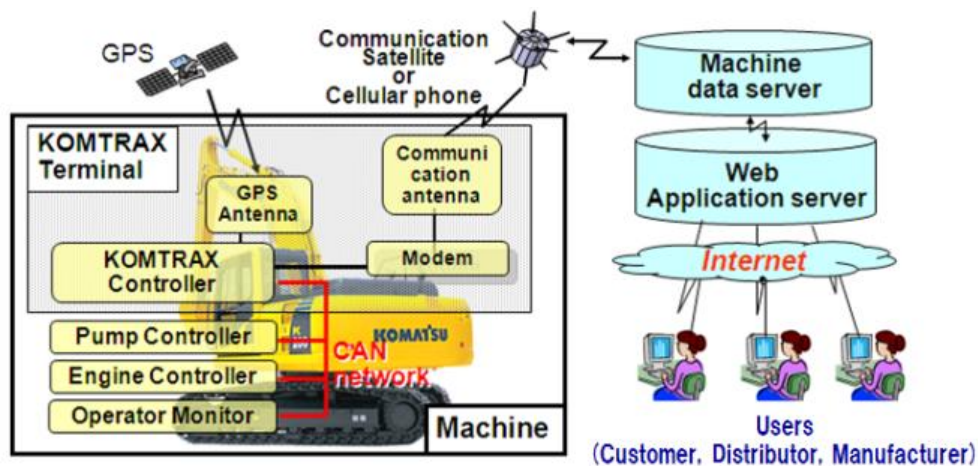 GPS
Communication
Satellite
or
Cellular phone
Machine
data server
KOMTRAX
Terminal
Communi
cation
antenna
Web
Application server
GPS
Antenna
KOMTRAX
Controller
Modem
Internet
Pump Controller
KOMATSU
CAN
network
Engine Controller
Operator Monitor
Machine
Users
(Customer, Distributor, Manufacturer)